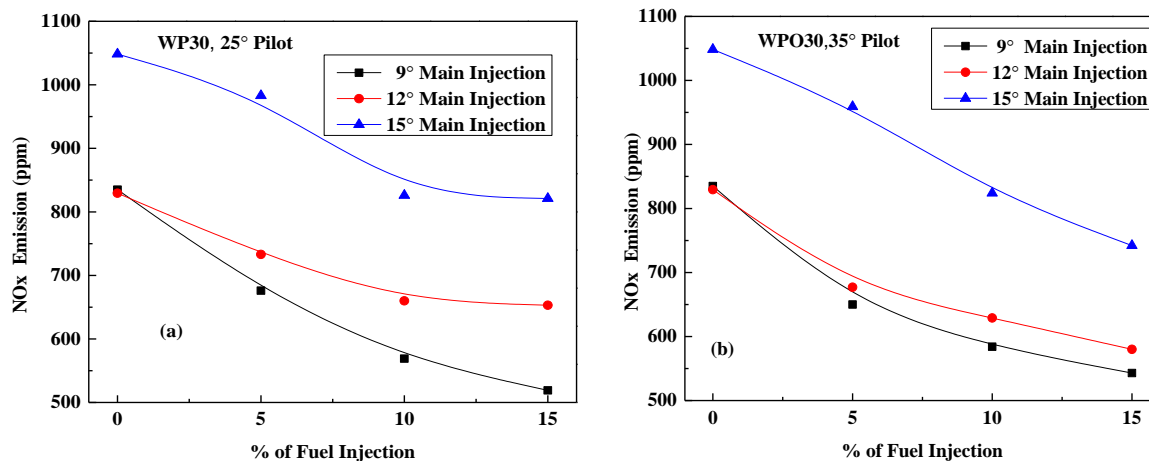 WP30, 25° Pilot
9° Main Injection
12° Main Injection
15° Main Injection
NOx Emission (ppm)
1100
1000
900
800
700
600
500
(a)
0 5 10 15
% of Fuel Injection
WPO30,35° Pilot
9° Main Injection
12° Main Injection
15° Main Injection
NOx Emission (ppm)
1100
1000
900
800
700
600
500
(b)
0 5 10 15
% of Fuel Injection